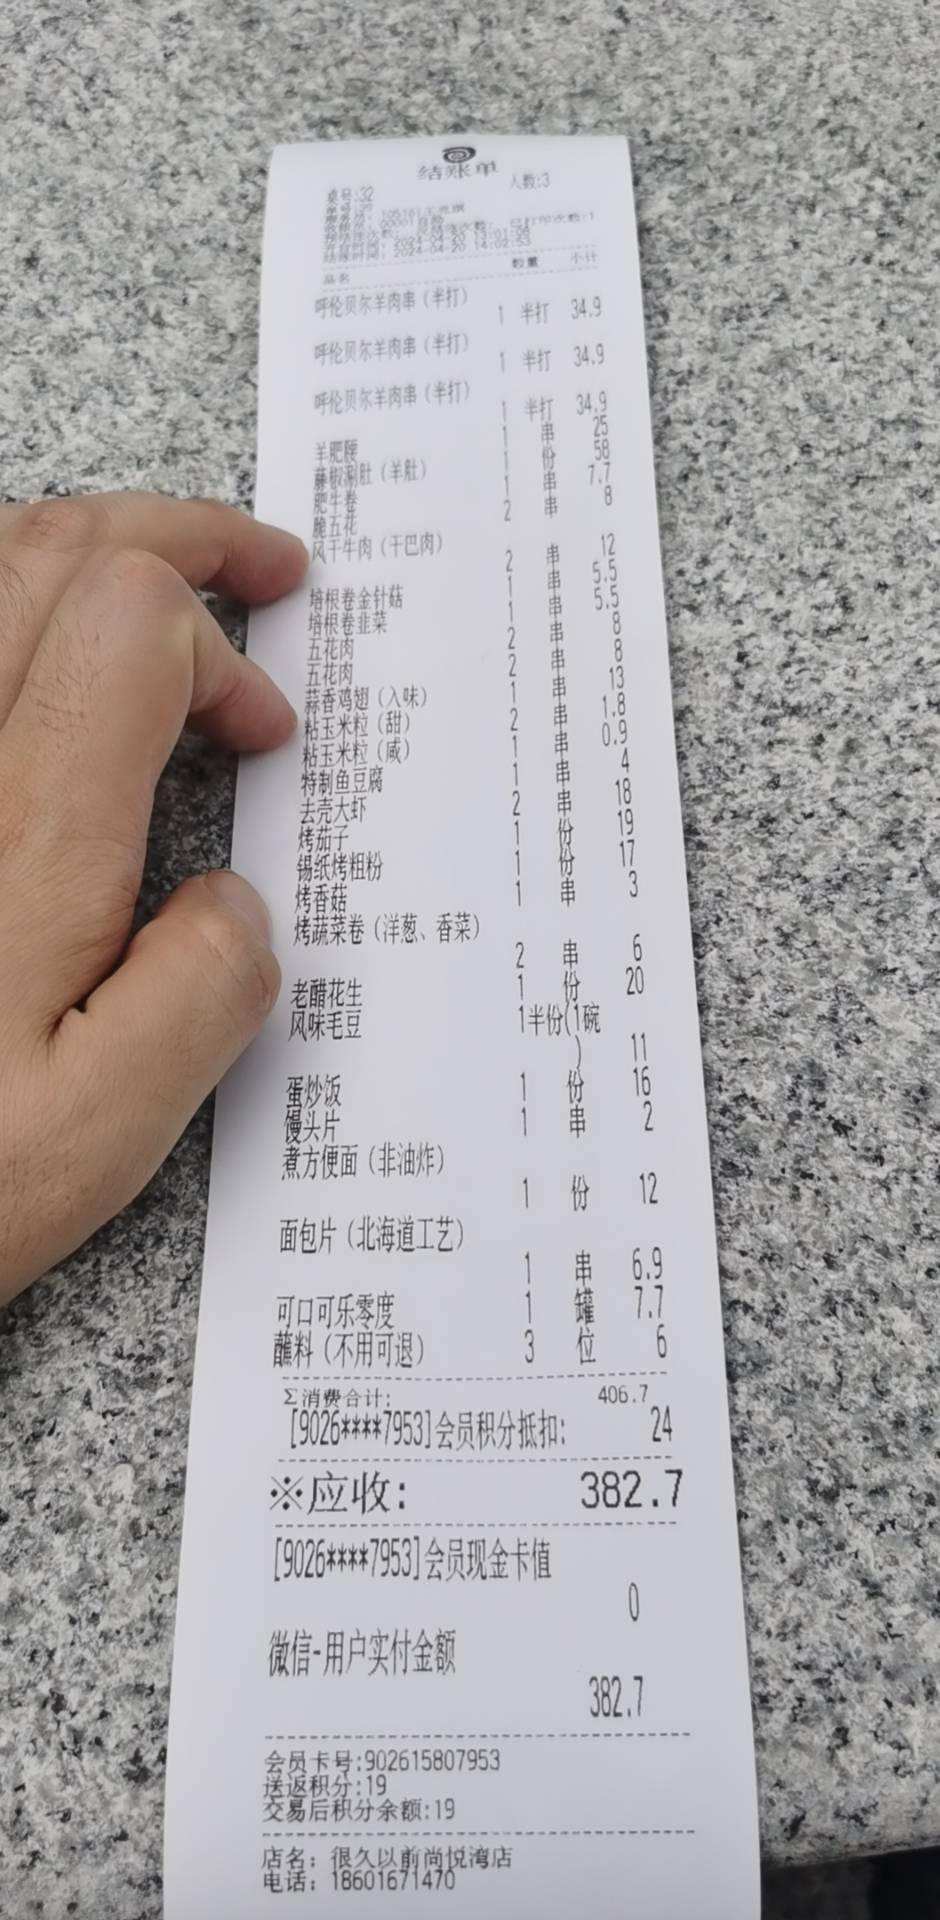 结账单
桌号:32 人数:3
已打印次数:1
2024-04-20 14:02:53
品名 数量 小计
呼伦贝尔羊肉串（半打）
1 半打 34.9
呼伦贝尔羊肉串（半打）
1 半打 34.9
呼伦贝尔羊肉串（半打）
1 半打 34.9
羊肥腰 1 串 25
藤椒涮肚（羊肚） 1 份 58
肥牛卷 1 串 7.7
脆五花 2 串 8
风干牛肉（干巴肉）
2 串 12
培根卷金针菇 1 串 5.5
培根卷韭菜 1 串 5.5
五花肉 2 串 8
五花肉 2 串 8
蒜香鸡翅（入味） 1 串 13
粘玉米粒（甜） 2 串 1.8
粘玉米粒（咸） 1 串 0.9
特制鱼豆腐 1 串 4
去壳大虾 2 串 18
烤茄子 1 份 19
锡纸烤粗粉 1 份 17
烤香菇 1 串 3
烤蔬菜卷（洋葱、香菜）
2 串 6
老醋花生 1 份 20
风味毛豆 1半份(1碗
) 11
蛋炒饭 1 份 16
馒头片 1 串 2
煮方便面（非油炸）
1 份 12
面包片（北海道工艺）
1 串 6.9
可口可乐零度 1 罐 7.7
蘸料（不用可退） 3 位 6
Σ消费合计: 406.7
[9026****7953]会员积分抵扣: 24
※应收: 382.7
[9026****7953]会员现金卡值
0
微信-用户实付金额
382.7
会员卡号:902615807953
送返积分:19
交易后积分余额:19
店名: 很久以前尚悦湾店
电话: 18601671470